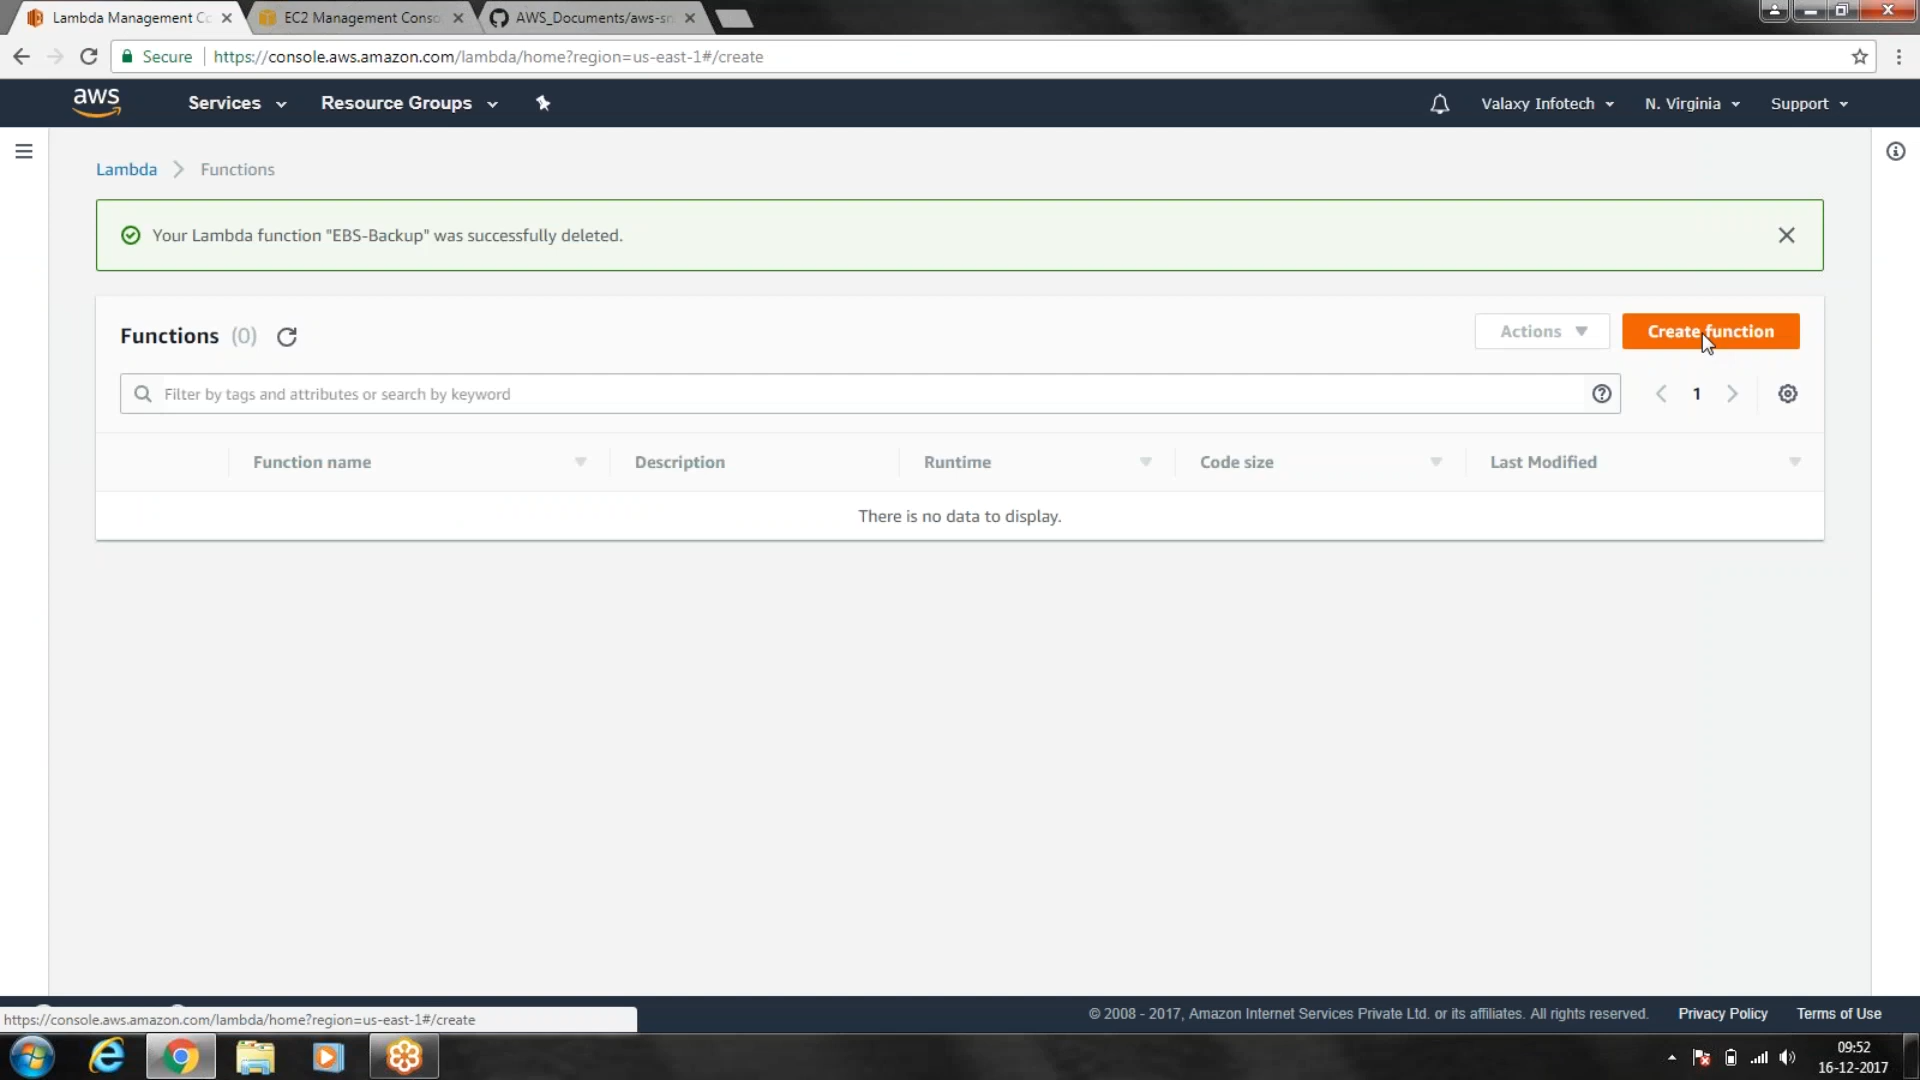 Lambda Management Co
EC2 Management Conso
AWS_Documents/aws-sn
Secure
https://console.aws.amazon.com/lambda/home?region=us-east-1#/create
aws
Services
Resource Groups
Valaxy Infotech
N. Virginia
Support
Lambda
Functions
Your Lambda function "EBS-Backup" was successfully deleted.
Functions (0)
Actions
Create function
Filter by tags and attributes or search by keyword
1
Function name
Description
Runtime
Code size
Last Modified
There is no data to display.
https://console.aws.amazon.com/lambda/home?region=us-east-1#/create
© 2008 - 2017, Amazon Internet Services Private Ltd. or its affiliates. All rights reserved.
Privacy Policy
Terms of Use
09:52
16-12-2017